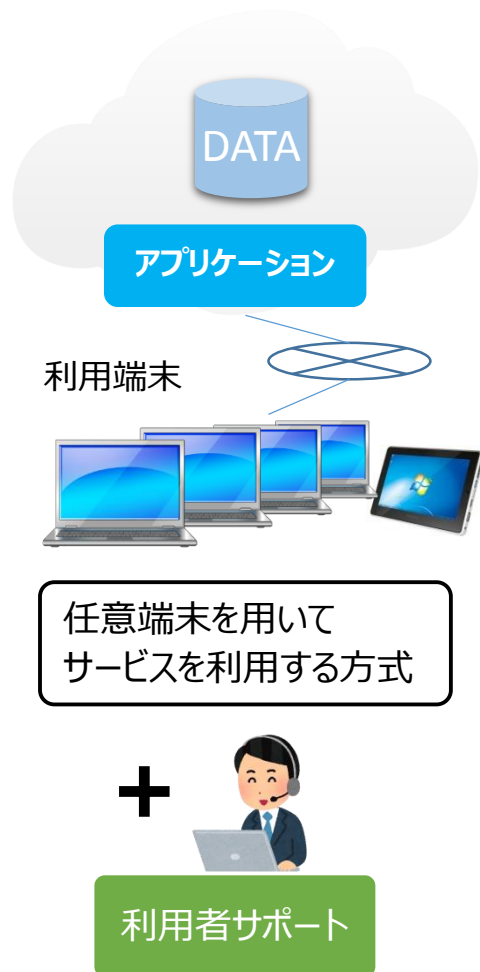 DATA
アプリケーション
利用端末
任意端末を用いて
サービスを利用する方式
+
利用者サポート